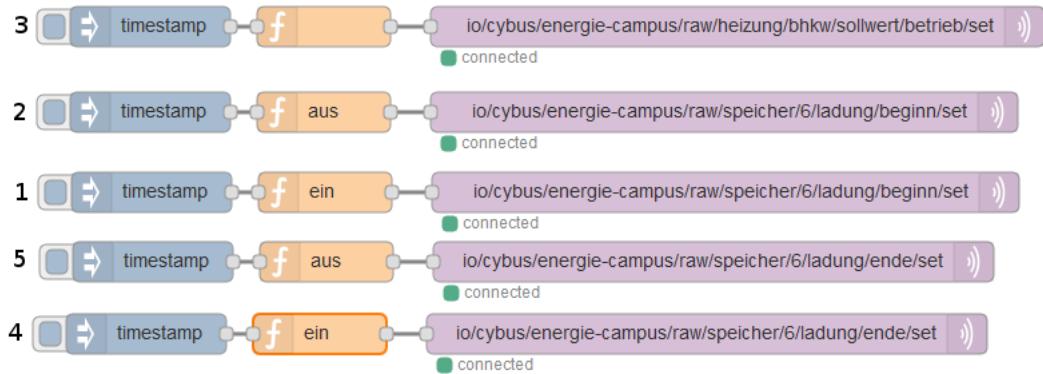 3 timestamp f io/cybus/energie-campus/raw/heizung/bhkw/sollwert/betrieb/set
connected
2 timestamp f aus io/cybus/energie-campus/raw/speicher/6/ladung/beginn/set
connected
1 timestamp f ein io/cybus/energie-campus/raw/speicher/6/ladung/beginn/set
connected
5 timestamp f aus io/cybus/energie-campus/raw/speicher/6/ladung/ende/set
connected
4 timestamp f ein io/cybus/energie-campus/raw/speicher/6/ladung/ende/set
connected